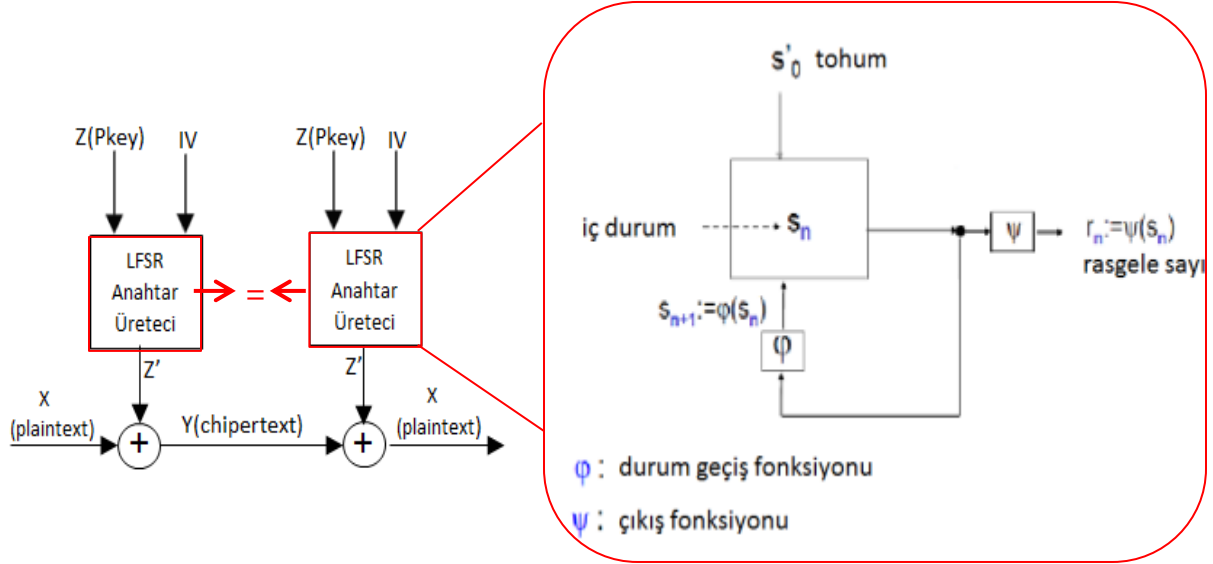 Z(Pkey) IV
LFSR
Anahtar
Üreteci
Z'
X
(plaintext)
+
Y(chipertext)
Z(Pkey) IV
LFSR
Anahtar
Üreteci
=
Z'
+
X
(plaintext)
s'0 tohum
iç durum
sn
ψ
rn:=ψ(sn)
rasgele sayı
sn+1:=φ(sn)
φ
φ : durum geçiş fonksiyonu
ψ : çıkış fonksiyonu